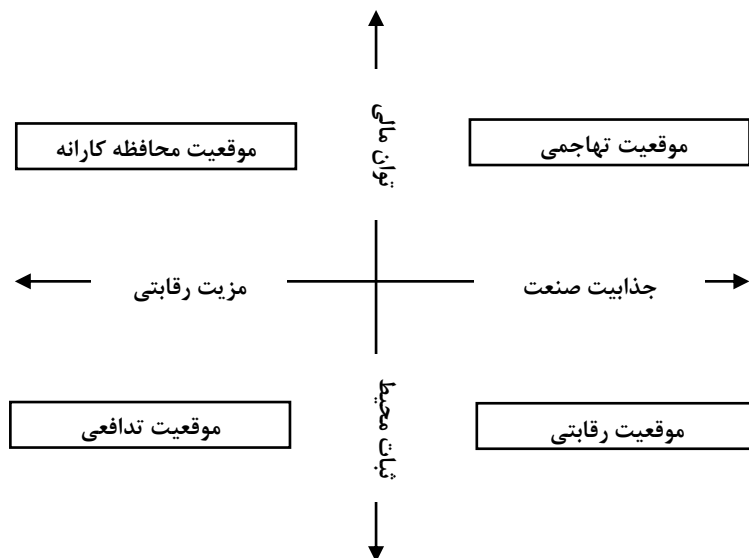 توان مالی
موقعیت تهاجمی
موقعیت محافظه کارانه
جذابیت صنعت
مزیت رقابتی
ثبات محیط
موقعیت رقابتی
موقعیت تدافعی